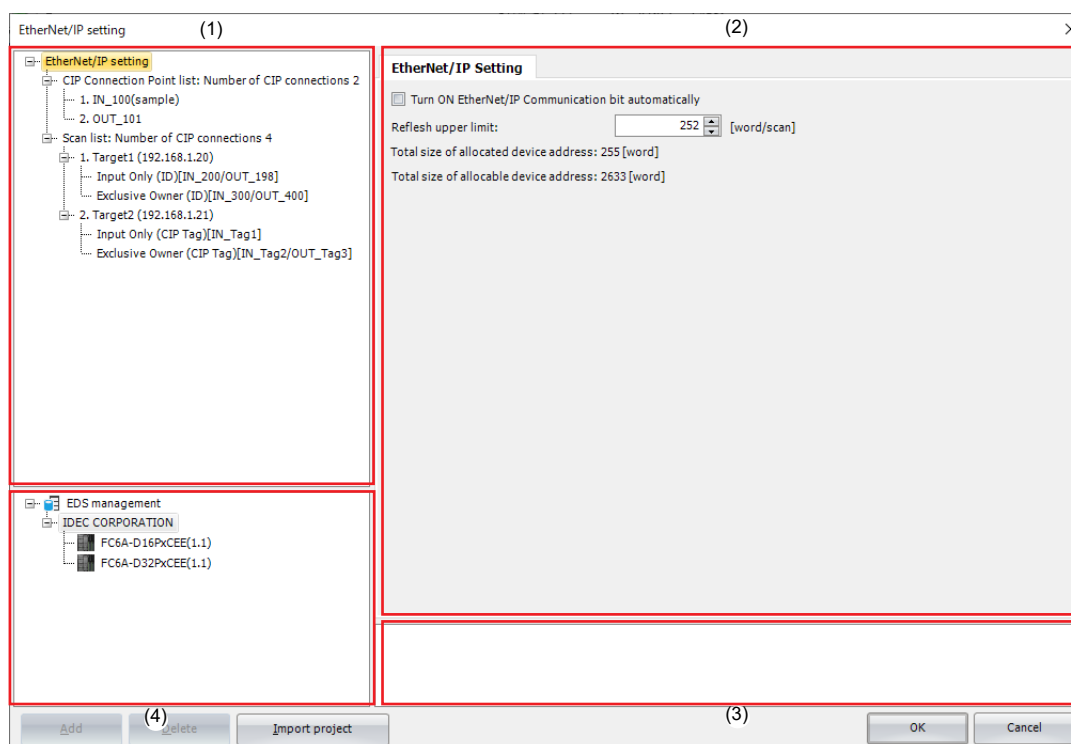 EtherNet/IP setting
(1)
(2)
EtherNet/IP setting
CIP Connection Point list: Number of CIP connections 2
1. IN_100(sample)
2. OUT_101
Scan list: Number of CIP connections 4
1. Target1 (192.168.1.20)
Input Only (ID)[IN_200/OUT_198]
Exclusive Owner (ID)[IN_300/OUT_400]
2. Target2 (192.168.1.21)
Input Only (CIP Tag)[IN_Tag1]
Exclusive Owner (CIP Tag)[IN_Tag2/OUT_Tag3]
EtherNet/IP Setting
Turn ON EtherNet/IP Communication bit automatically
Reflesh upper limit: 252 [word/scan]
Total size of allocated device address: 255 [word]
Total size of allocable device address: 2633 [word]
EDS management
IDEC CORPORATION
FC6A-D16PxCEE(1.1)
FC6A-D32PxCEE(1.1)
(4)
(3)
Add Delete Import project OK Cancel